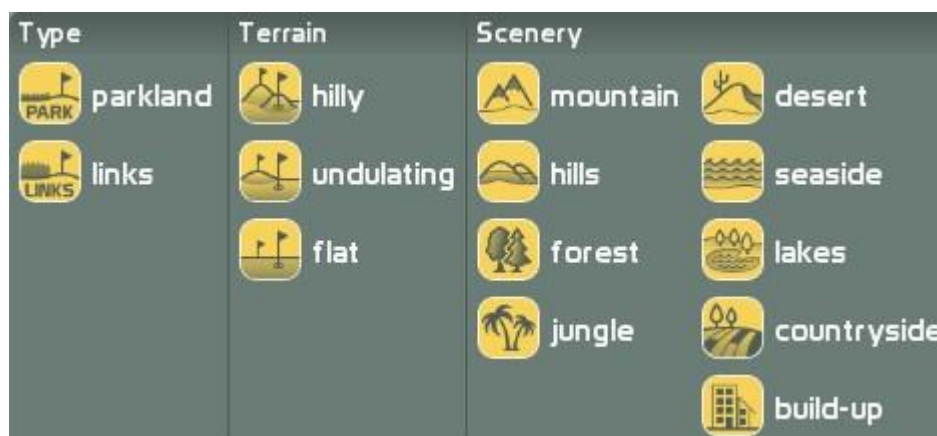 Type
PARK parkland
LINKS links
Terrain
hilly
undulating
flat
Scenery
mountain
hills
forest
jungle
desert
seaside
lakes
countryside
build-up